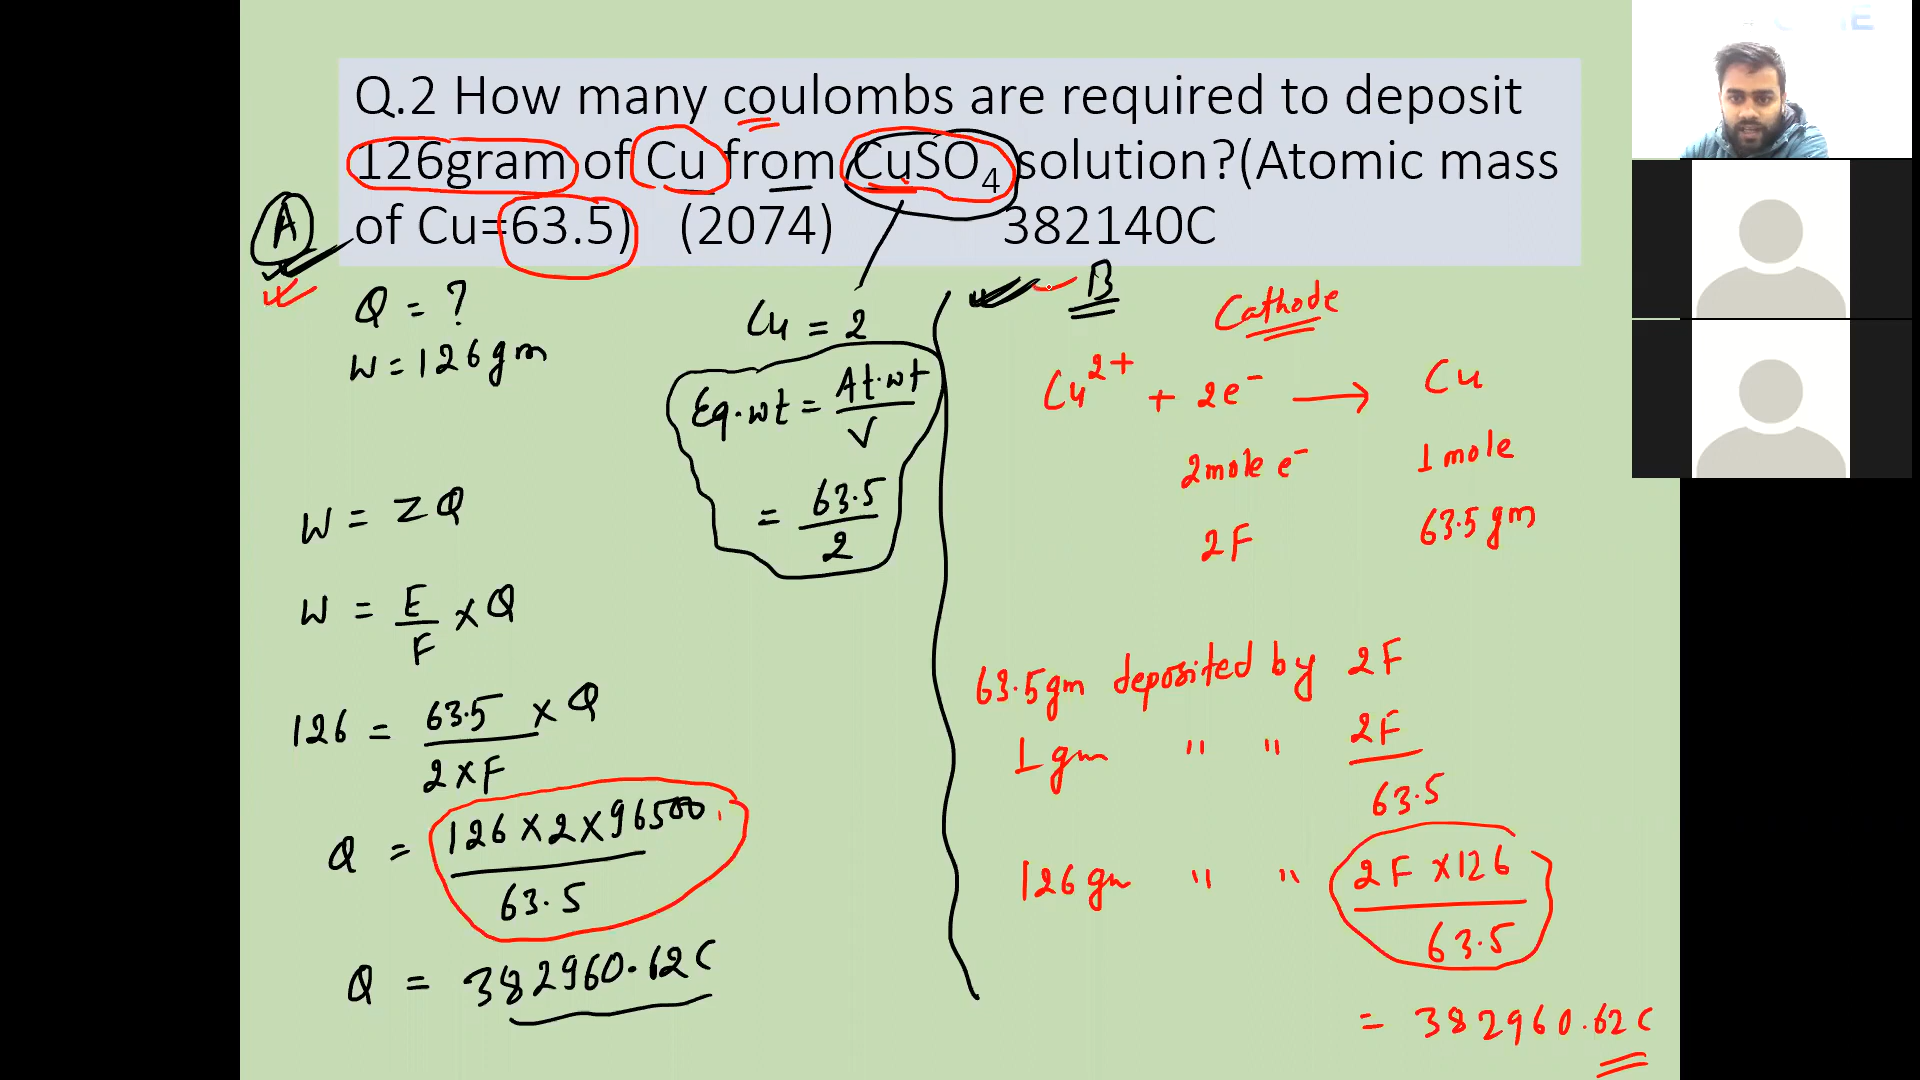 Q.2 How many coulombs are required to deposit
126gram of Cu from CuSO4 solution?(Atomic mass
of Cu=63.5) (2074) 382140C
A
Q = ?
W = 126gm
W = ZQ
W = E/F × Q
126 = 63.5/2×F × Q
Q = 126×2×96500/63.5
Q = 382960.62C
Cu = 2
Eq.wt = At.wt/V
= 63.5/2
B
Cathode
Cu2+ + 2e- → Cu
2mole e- 1mole
2F 63.5gm
63.5gm deposited by 2F
1gm " " 2F/63.5
126gm " " 2F×126/63.5
= 382960.62C